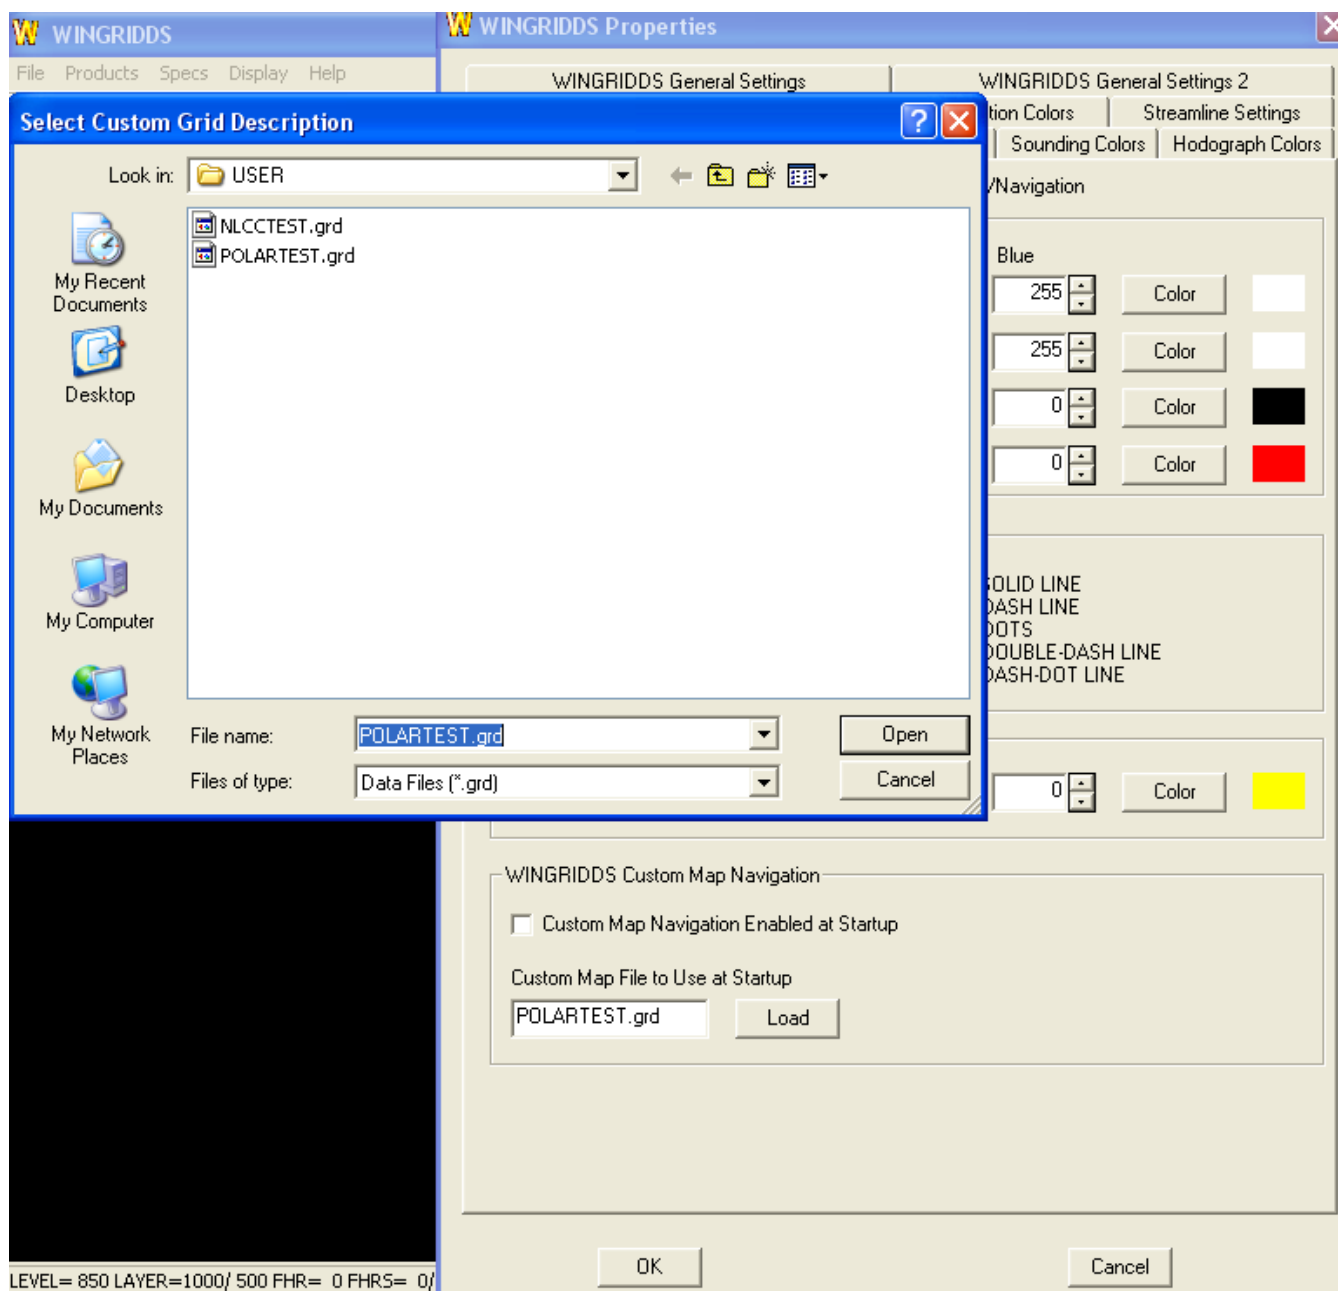 WINGRIDDS
File Products Specs Display Help
WINGRIDDS Properties
WINGRIDDS General Settings
WINGRIDDS General Settings 2
tion Colors
Streamline Settings
Sounding Colors
Hodograph Colors
/Navigation
Select Custom Grid Description
Look in:
USER
NLCCTEST.grd
POLARTEST.grd
My Recent
Documents
Desktop
My Documents
My Computer
My Network
Places
File name:
POLARTEST.grd
Open
Files of type:
Data Files (*.grd)
Cancel
Blue
255
Color
255
Color
0
Color
0
Color
SOLID LINE
DASH LINE
DOTS
DOUBLE-DASH LINE
DASH-DOT LINE
0
Color
WINGRIDDS Custom Map Navigation
Custom Map Navigation Enabled at Startup
Custom Map File to Use at Startup
POLARTEST.grd
Load
OK
Cancel
LEVEL= 850 LAYER=1000/ 500 FHR= 0 FHRS= 0/